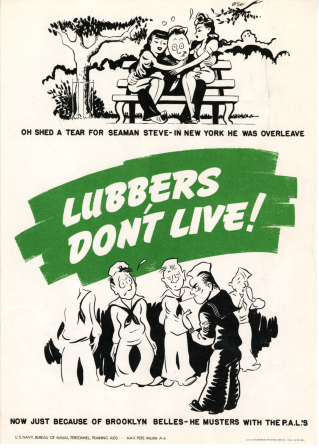 OH SHED A TEAR FOR SEAMAN STEVE-IN NEW YORK HE WAS OVERLEAVE
LUBBERS
DON'T LIVE!
NOW JUST BECAUSE OF BROOKLYN BELLES-HE MUSTERS WITH THE P.A.L.'S
U.S. NAVY, BUREAU OF NAVAL PERSONNEL, TRAINING AIDS